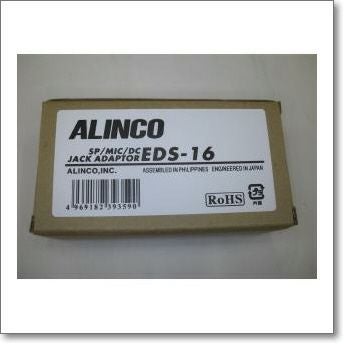 ALINCO
SP/MIC/DC
JACK ADAPTOR EDS-16
ALINCO,INC. ASSEMBLED IN PHILIPPINES ENGINEERED IN JAPAN
RoHS
4 969182 393590